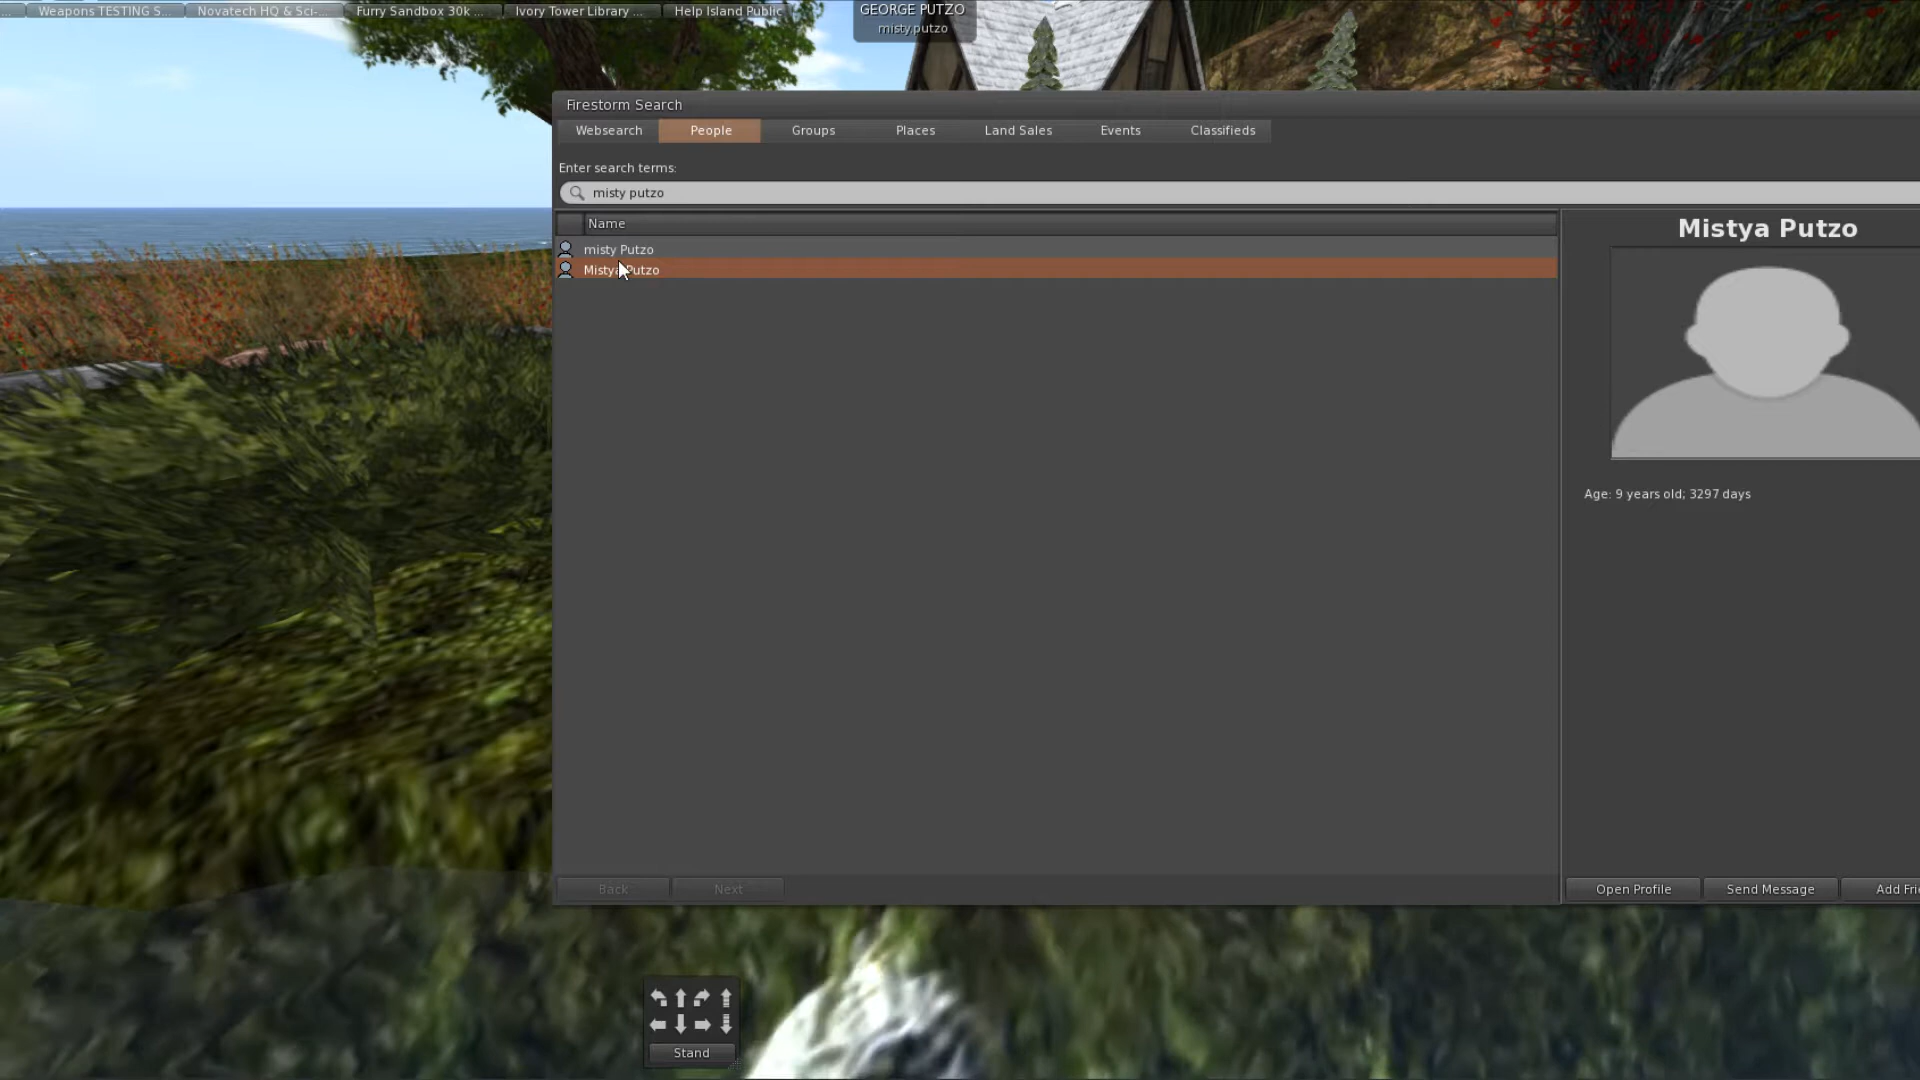 Weapons TESTING S...
Novatech HQ & Sci-...
Furry Sandbox 30k ...
Ivory Tower Library ...
Help Island Public
GEORGE PUTZO
misty.putzo
Firestorm Search
Websearch
People
Groups
Places
Land Sales
Events
Classifieds
Enter search terms:
misty putzo
Name
misty Putzo
Mistya Putzo
Mistya Putzo
Age: 9 years old; 3297 days
Back
Next
Open Profile
Send Message
Add Frie
Stand